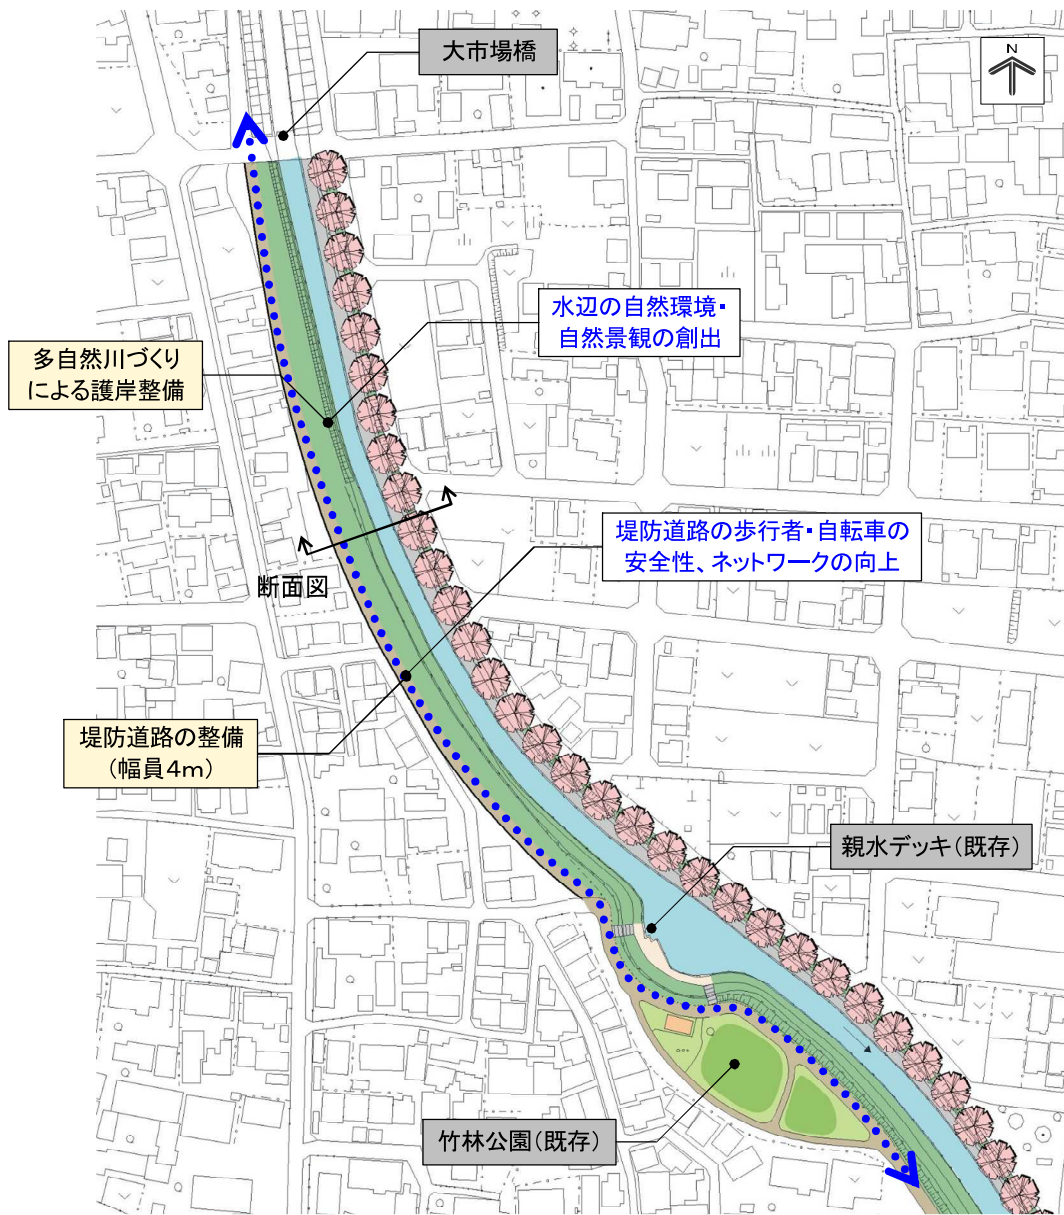 大市場橋
N
水辺の自然環境・
自然景観の創出
多自然川づくり
による護岸整備
堤防道路の歩行者・自転車の
安全性、ネットワークの向上
断面図
堤防道路の整備
(幅員4m)
親水デッキ(既存)
竹林公園(既存)